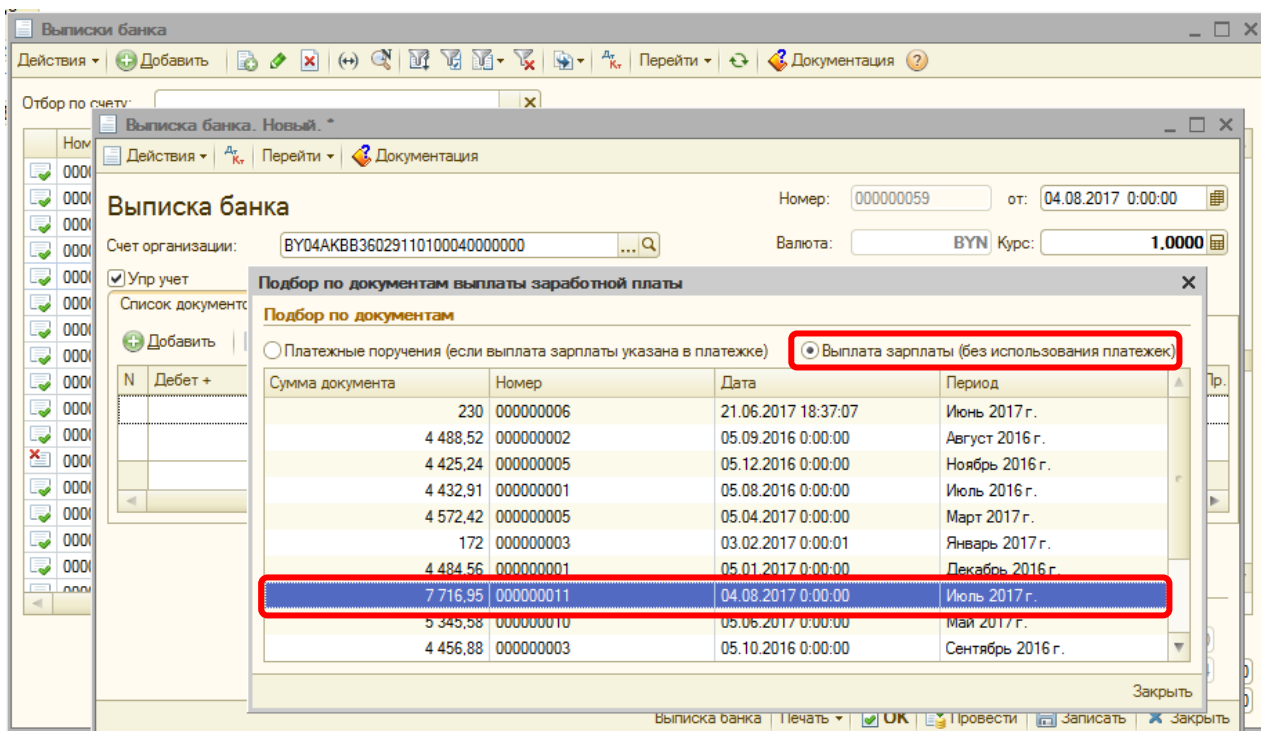 Выписки банка
Действия Добавить Перейти Документация
Отбор по счету:
Выписка банка. Новый. *
Действия Перейти Документация
Выписка банка
Номер: 000000059 от: 04.08.2017 0:00:00
Счет организации: BY04AKBB36029110100040000000 Валюта: BYN Курс: 1,0000
Упр учет
Подбор по документам выплаты заработной платы
Подбор по документам
Добавить
Платежные поручения (если выплата зарплаты указана в платежке) Выплата зарплаты (без использования платежек)
N Дебет + Сумма документа Номер Дата Период Пр.
230 000000006 21.06.2017 18:37:07 Июнь 2017 г.
4 488,52 000000002 05.09.2016 0:00:00 Август 2016 г.
4 425,24 000000005 05.12.2016 0:00:00 Ноябрь 2016 г.
4 432,91 000000001 05.08.2016 0:00:00 Июль 2016 г.
4 572,42 000000005 05.04.2017 0:00:00 Март 2017 г.
172 000000003 03.02.2017 0:00:01 Январь 2017 г.
4 484,56 000000001 05.01.2017 0:00:00 Декабрь 2016 г.
7 716,95 000000011 04.08.2017 0:00:00 Июль 2017 г.
5 345,58 000000010 05.06.2017 0:00:00 Май 2017 г.
4 456,88 000000003 05.10.2016 0:00:00 Сентябрь 2016 г.
Закрыть
Выписка банка Печать OK Провести Записать Закрыть